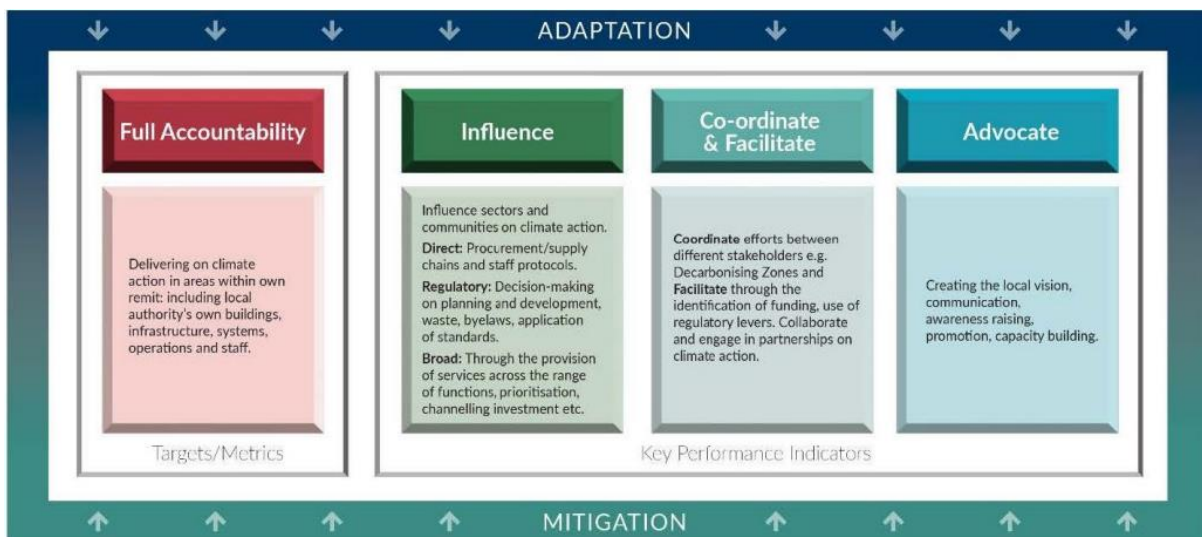 ADAPTATION
Full Accountability
Delivering on climate
action in areas within own
remit: including local
authority's own buildings,
infrastructure, systems,
operations and staff.
Targets/Metrics
Influence
Influence sectors and
communities on climate action.
Direct: Procurement/supply
chains and staff protocols.
Regulatory: Decision-making
on planning and development,
waste, byelaws, application
of standards.
Broad: Through the provision
of services across the range
of functions, prioritisation,
channelling investment etc.
Co-ordinate
& Facilitate
Coordinate efforts between
different stakeholders e.g.
Decarbonising Zones and
Facilitate through the
identification of funding, use of
regulatory levers. Collaborate
and engage in partnerships on
climate action.
Advocate
Creating the local vision,
communication,
awareness raising,
promotion, capacity building.
Key Performance Indicators
MITIGATION